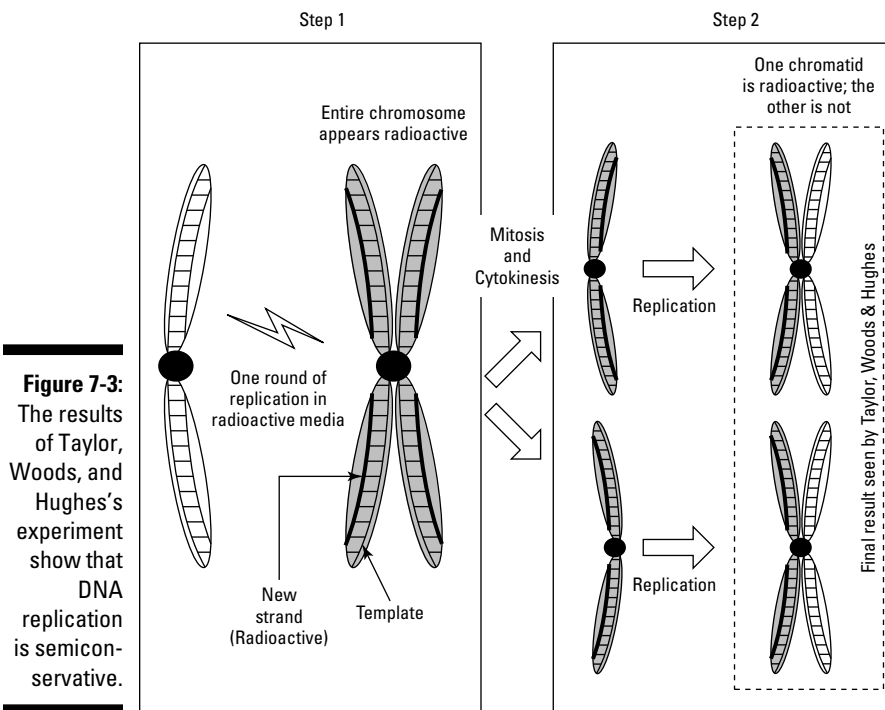 Step 1
Step 2
Entire chromosome
appears radioactive
One round of
replication in
radioactive media
New
strand
(Radioactive)
Template
Mitosis
and
Cytokinesis
One chromatid
is radioactive; the
other is not
Replication
Replication
Final result seen by Taylor, Woods & Hughes
Figure 7-3:
The results
of Taylor,
Woods, and
Hughes’s
experiment
show that
DNA
replication
is semicon-
servative.